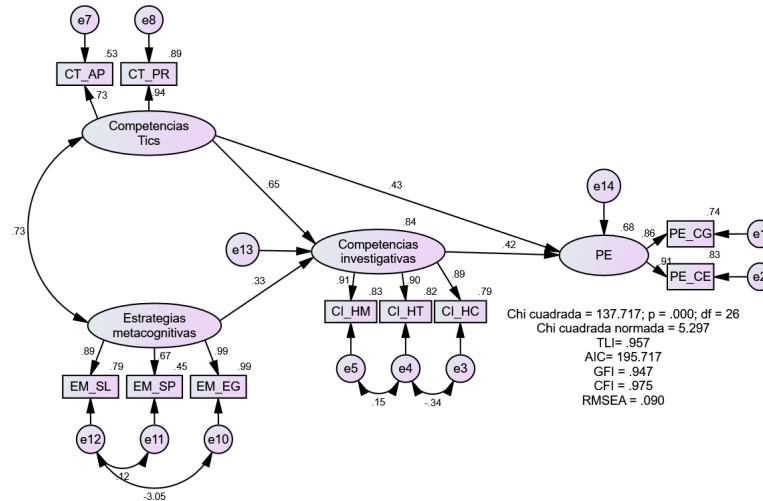 e7
e8
.53
.89
CT_AP
CT_PR
.73
.94
Competencias
Tics
.43
.65
e14
.73
e13
.84
Competencias
investigativas
.42
.68
PE
.86
.74
PE_CG
e1
.91
.83
PE_CE
e2
.33
.91
.83
.90
.82
.89
.79
CI_HM
CI_HT
CI_HC
e5
e4
e3
.15
-.34
Estrategias
metacognitivas
.89
.79
.67
.45
.99
.99
EM_SL
EM_SP
EM_EG
e12
e11
e10
.12
-3.05
Chi cuadrada = 137.717; p = .000; df = 26
Chi cuadrada normada = 5.297
TLI= .957
AIC= 195.717
GFI = .947
CFI = .975
RMSEA = .090